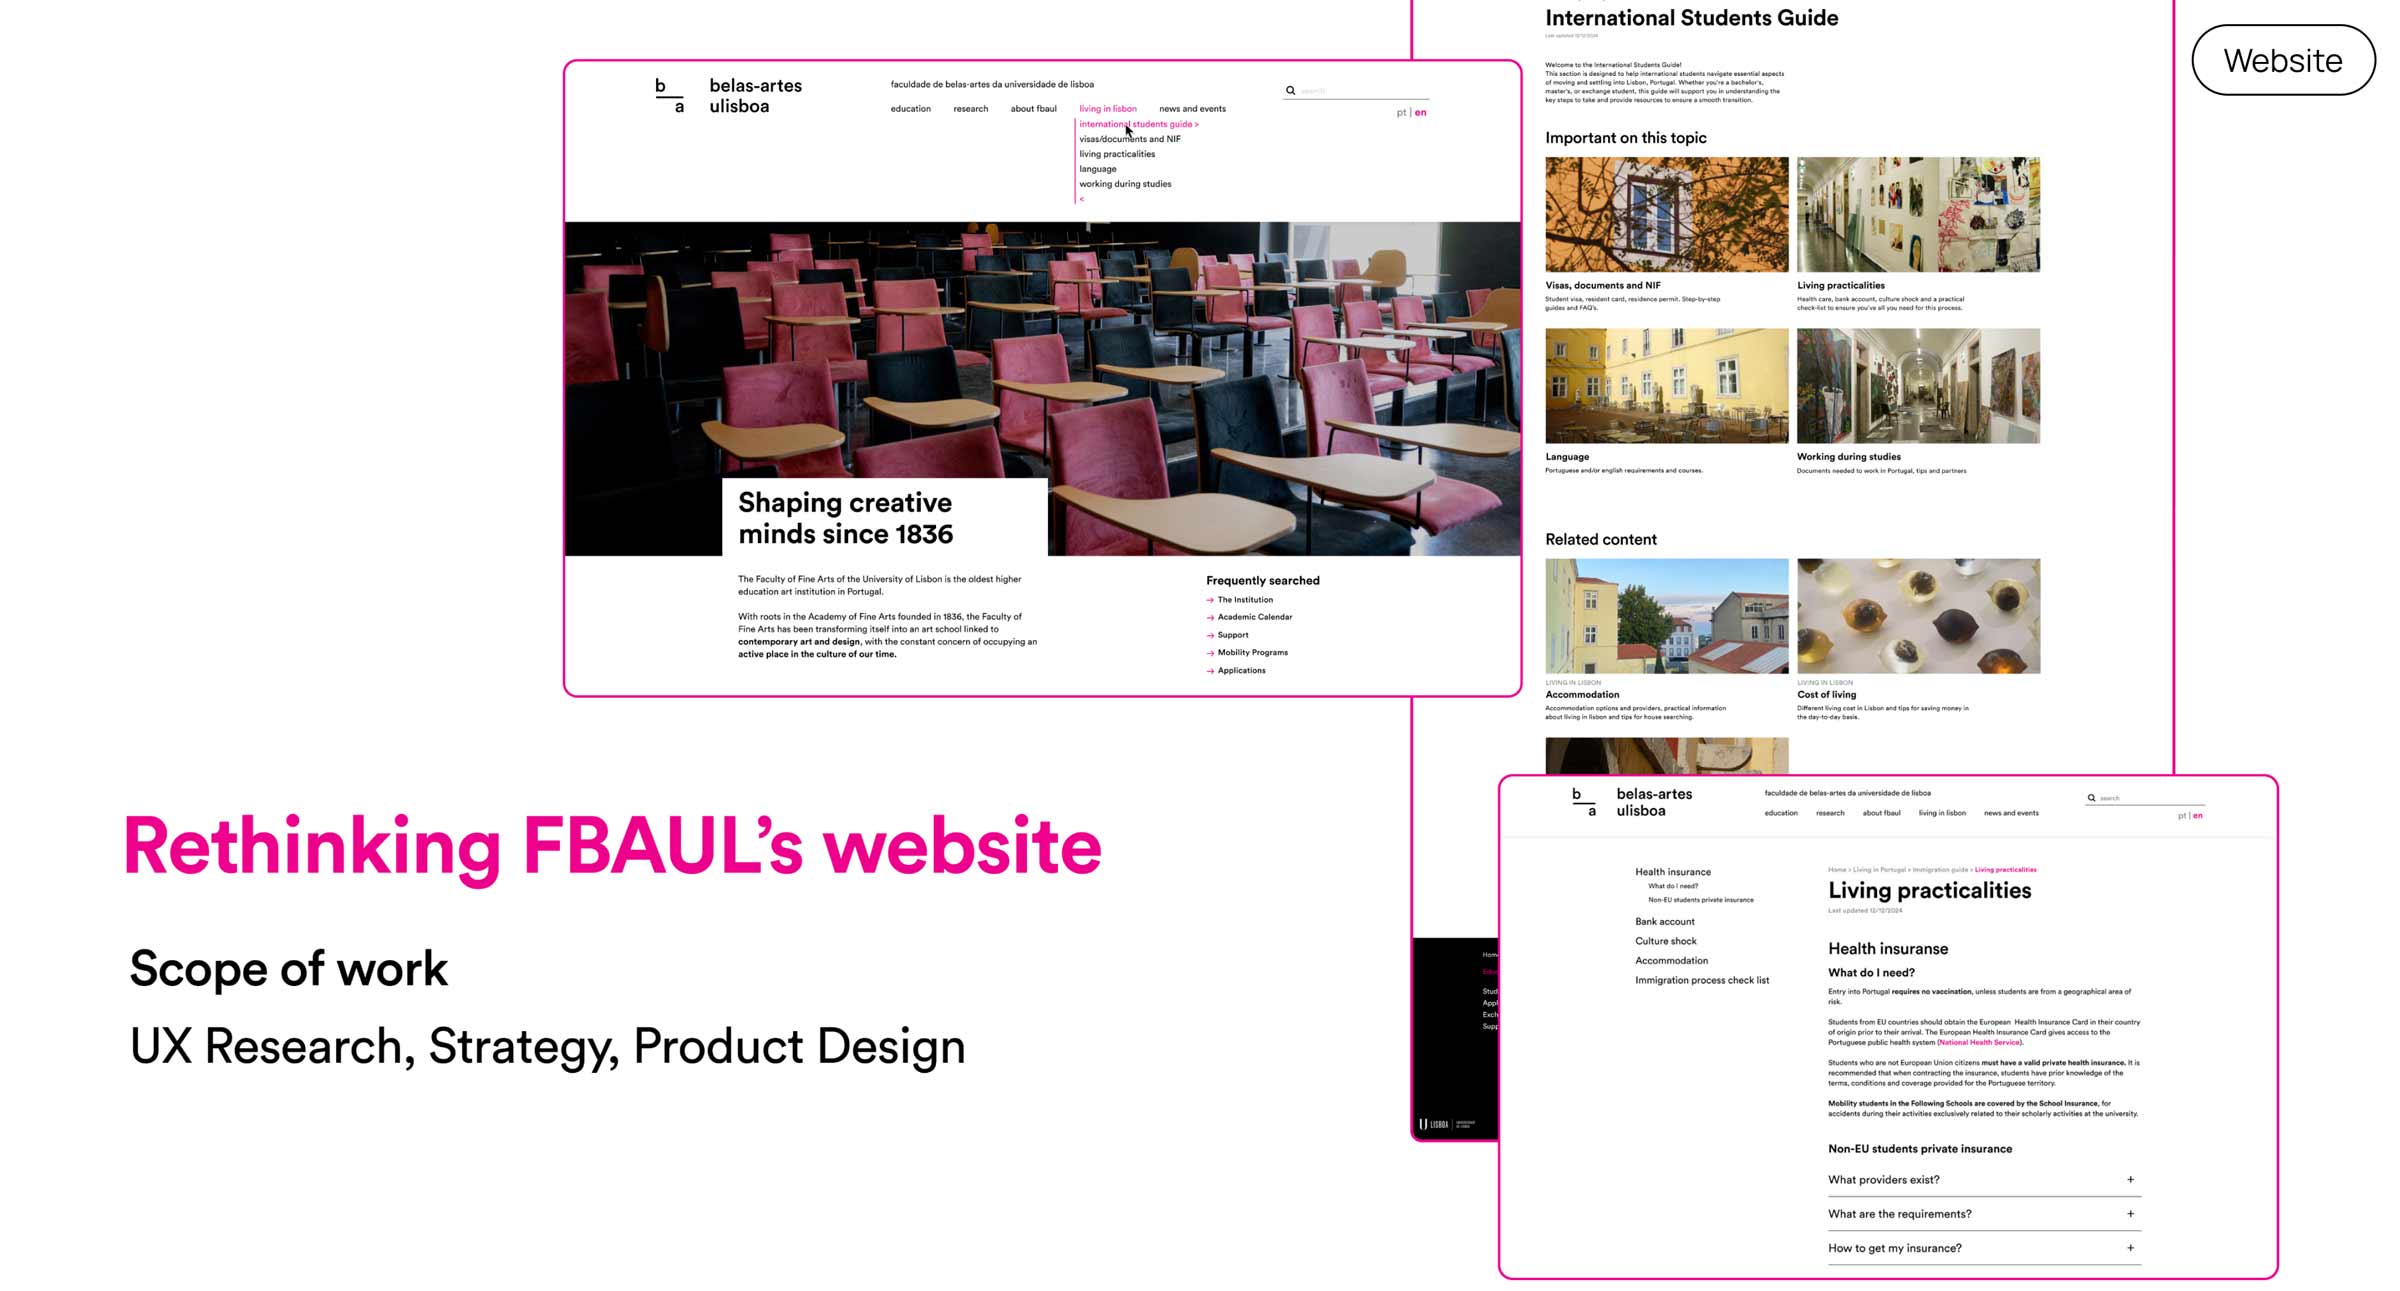 Website
b
a
belas-artes
ulisboa
faculdade de belas-artes da universidade de lisboa
education research about fbaul living in lisbon news and events
search
pt | en
international students guide >
visas/documents and NIF
living practicalities
language
working during studies
<
Shaping creative
minds since 1836
The Faculty of Fine Arts of the University of Lisbon is the oldest higher
education art institution in Portugal.
With roots in the Academy of Fine Arts founded in 1836, the Faculty of
Fine Arts has been transforming itself into an art school linked to
contemporary art and design, with the constant concern of occupying an
active place in the culture of our time.
Frequently searched
→ The Institution
→ Academic Calendar
→ Support
→ Mobility Programs
→ Applications
International Students Guide
Last updated 12/12/2024
Welcome to the International Students Guide!
This section is designed to help international students navigate essential aspects
of moving and settling into Lisbon, Portugal. Whether you're a bachelor's,
master's, or exchange student, this guide will support you in understanding the
key steps to take and provide resources to ensure a smooth transition.
Important on this topic
Visas, documents and NIF
Student visa, resident card, residence permit. Step-by-step
guides and FAQ's.
Living practicalities
Health care, bank account, culture shock and a practical
check-list to ensure you've all you need for this process.
Language
Portuguese and/or english requirements and courses.
Working during studies
Documents needed to work in Portugal, tips and partners
Related content
LIVING IN LISBON
Accommodation
Accommodation options and providers, practical information
about living in lisbon and tips for house searching.
LIVING IN LISBON
Cost of living
Different living cost in Lisbon and tips for saving money in
the day-to-day basis.
Rethinking FBAUL's website
Scope of work
UX Research, Strategy, Product Design
LISBOA
b
a
belas-artes
ulisboa
faculdade de belas-artes da universidade de lisboa
education research about fbaul living in lisbon news and events
search
pt | en
Health insurance
What do I need?
Non-EU students private insurance
Bank account
Culture shock
Accommodation
Immigration process check list
Home > Living in Portugal > Immigration guide > Living practicalities
Living practicalities
Last updated 12/12/2024
Health insuranse
What do I need?
Entry into Portugal requires no vaccination, unless students are from a geographical area of
risk.
Students from EU countries should obtain the European Health Insurance Card in their country
of origin prior to their arrival. The European Health Insurance Card gives access to the
Portuguese public health system (National Health Service).
Students who are not European Union citizens must have a valid private health insurance. It is
recommended that when contracting the insurance, students have prior knowledge of the
terms, conditions and coverage provided for the Portuguese territory.
Mobility students in the Following Schools are covered by the School Insurance, for
accidents during their activities exclusively related to their scholarly activities at the university.
Non-EU students private insurance
What providers exist? +
What are the requirements? +
How to get my insurance? +